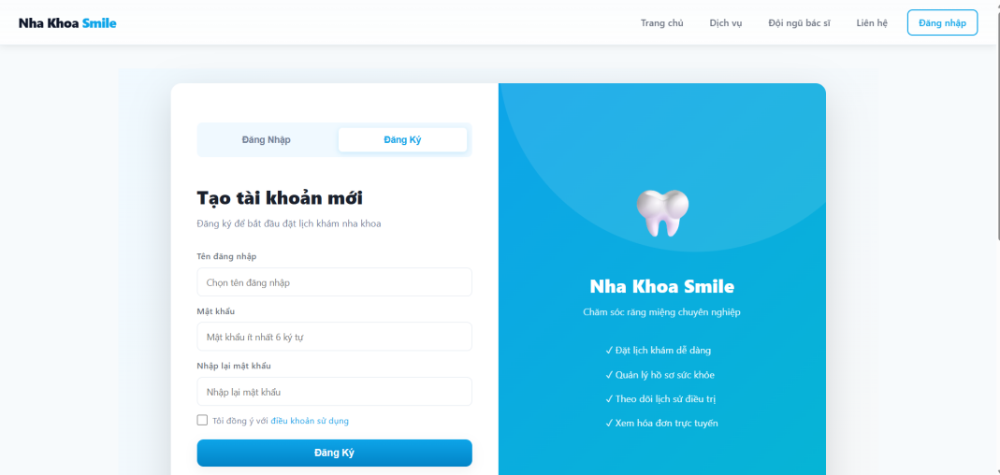 Nha Khoa Smile
Trang chủ
Dịch vụ
Đội ngũ bác sĩ
Liên hệ
Đăng nhập
Đăng Nhập
Đăng Ký
Tạo tài khoản mới
Đăng ký để bắt đầu đặt lịch khám nha khoa
Tên đăng nhập
Chọn tên đăng nhập
Mật khẩu
Mật khẩu ít nhất 6 ký tự
Nhập lại mật khẩu
Nhập lại mật khẩu
Tôi đồng ý với điều khoản sử dụng
Đăng Ký
Nha Khoa Smile
Chăm sóc răng miệng chuyên nghiệp
✓ Đặt lịch khám dễ dàng
✓ Quản lý hồ sơ sức khỏe
✓ Theo dõi lịch sử điều trị
✓ Xem hóa đơn trực tuyến